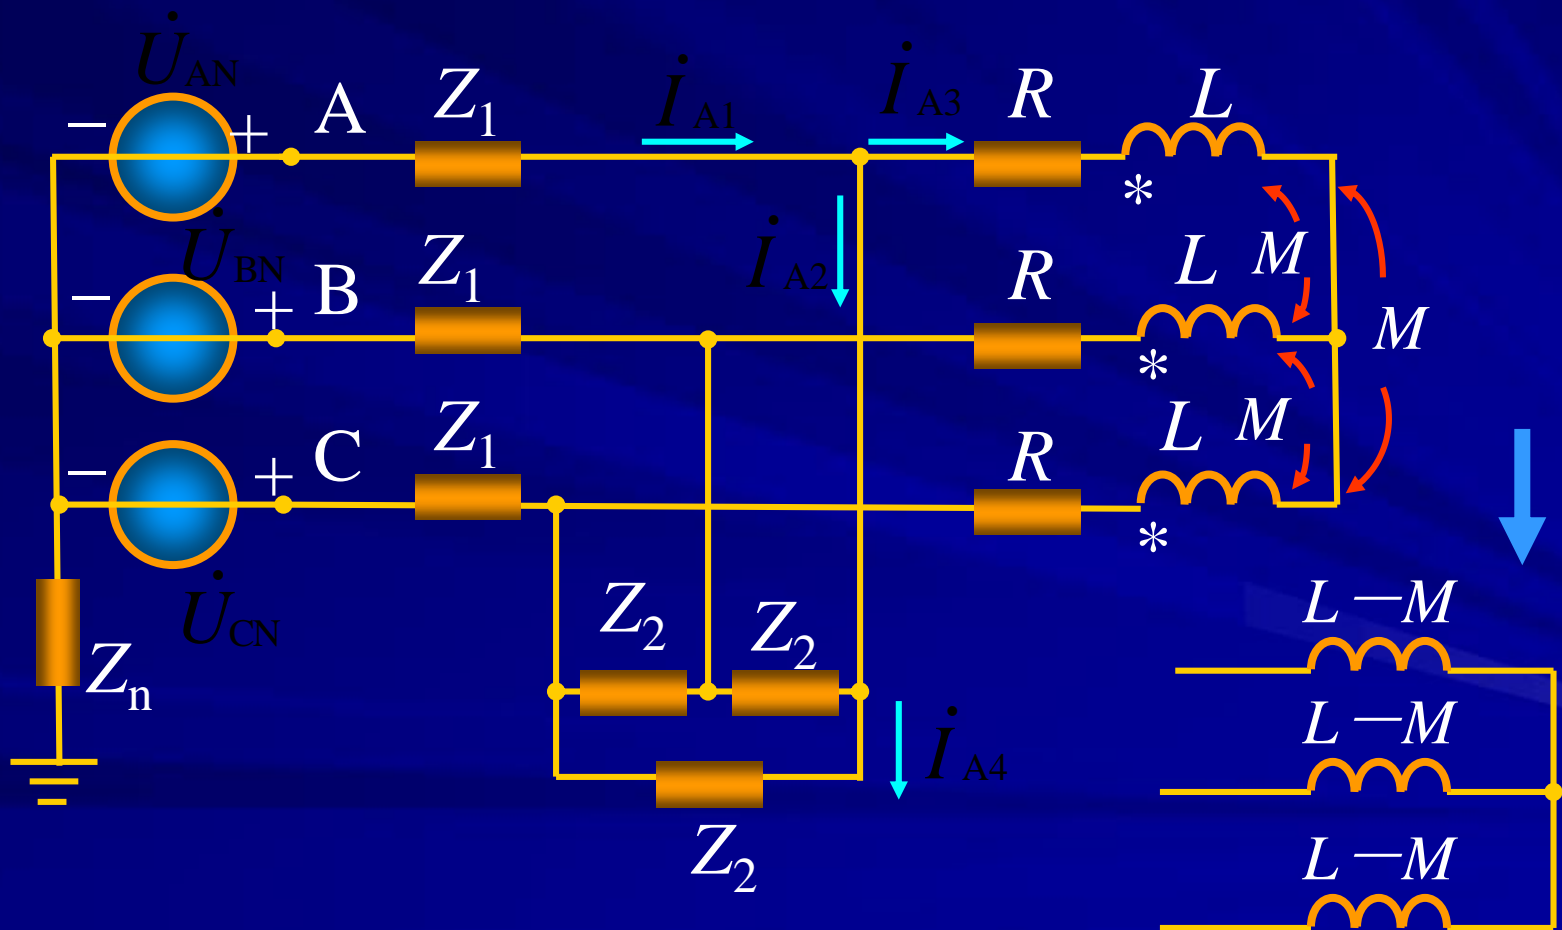 U̇AN
− + A Z1 İA1 İA3 R L
*
U̇BN
− + B Z1 İA2 R L M
* M
− + C Z1 R L M
*
U̇CN
Zn
Z2 Z2
İA4
Z2
L−M
L−M
L−M